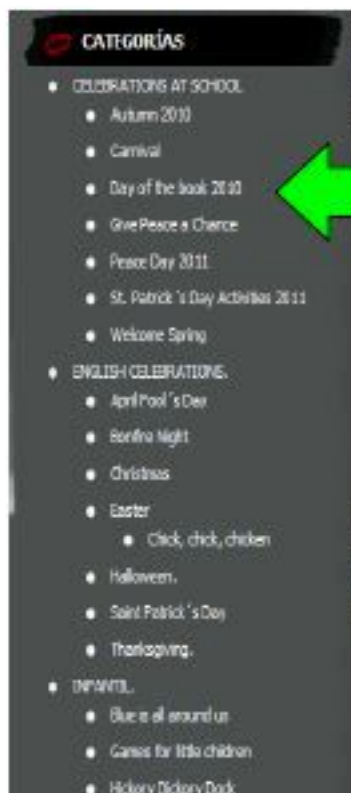 CATEGORÍAS
CELEBRATIONS AT SCHOOL
Autumn 2010
Carnival
Day of the book 2010
Give Peace a Chance
Peace Day 2011
St. Patrick´s Day Activities 2011
Welcome Spring
ENGLISH CELEBRATIONS.
April Fool´s Day
Bonfire Night
Christmas
Easter
Chick, chick, chicken
Halloween.
Saint Patrick´s Day
Thanksgiving.
INFANTIL.
Blue is all around us
Games for little children
Hickory Dickory Dock